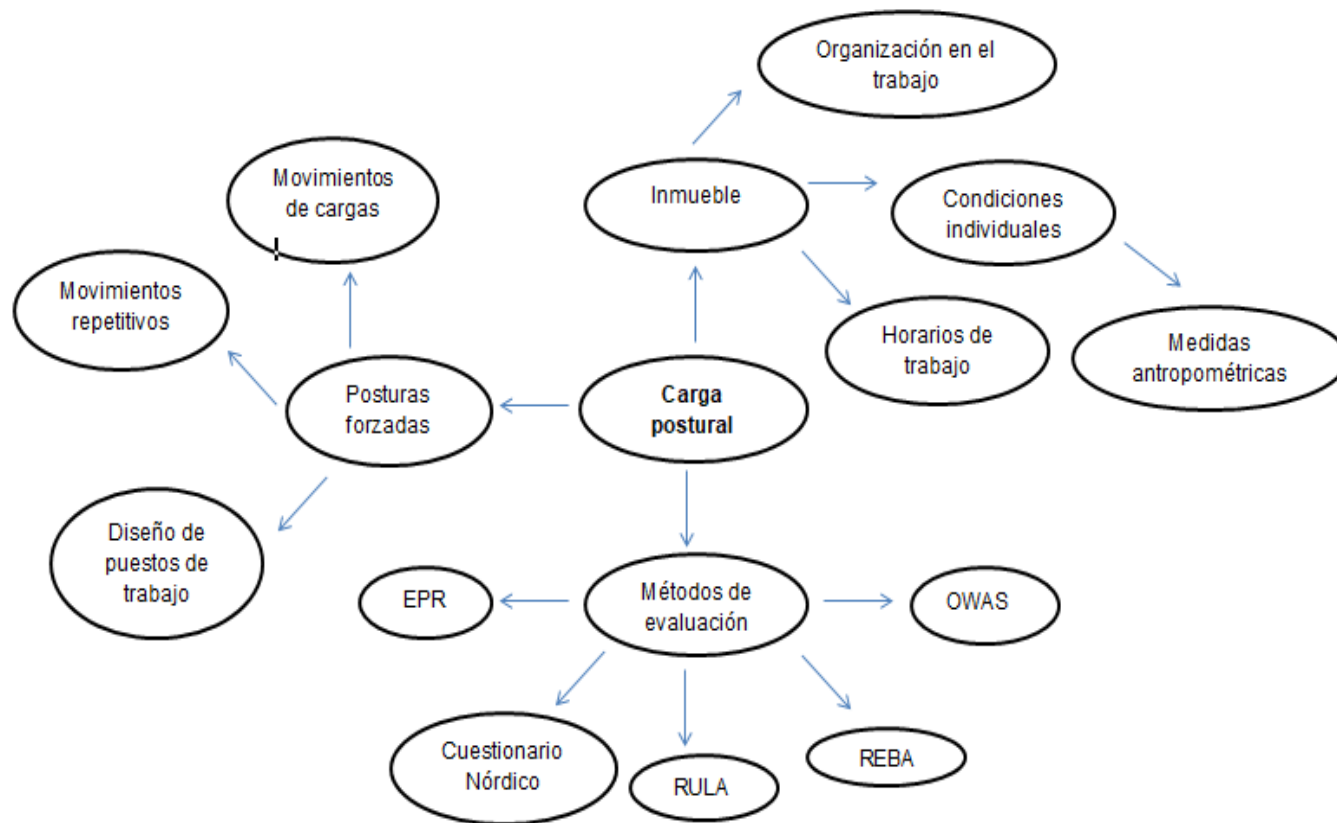 Organización en el
trabajo
Movimientos
de cargas
Inmueble
Condiciones
individuales
Movimientos
repetitivos
Horarios de
trabajo
Medidas
antropométricas
Posturas
forzadas
Carga
postural
Diseño de
puestos de
trabajo
EPR
Métodos de
evaluación
OWAS
Cuestionario
Nórdico
RULA
REBA